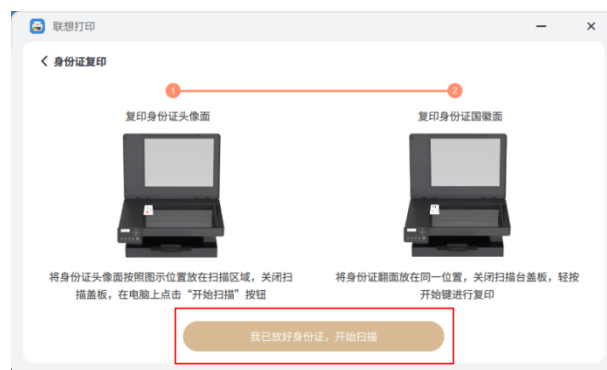 联想打印
身份证复印
1
2
复印身份证头像面
复印身份证国徽面
将身份证头像面按照图示位置放在扫描区域，关闭扫
描盖板，在电脑上点击“开始扫描”按钮
将身份证翻面放在同一位置，关闭扫描台盖板，轻按
开始键进行复印
我已放好身份证，开始扫描